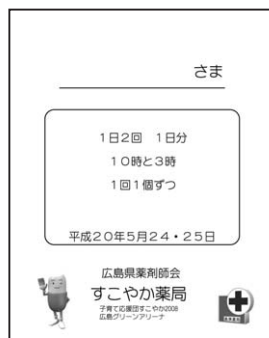 さま
1日2回 1日分
10時と3時
1回1個ずつ
平成20年5月24・25日
広島県薬剤師会
すこやか薬局
子育て応援団すこやか2008
広島グリーンアリーナ